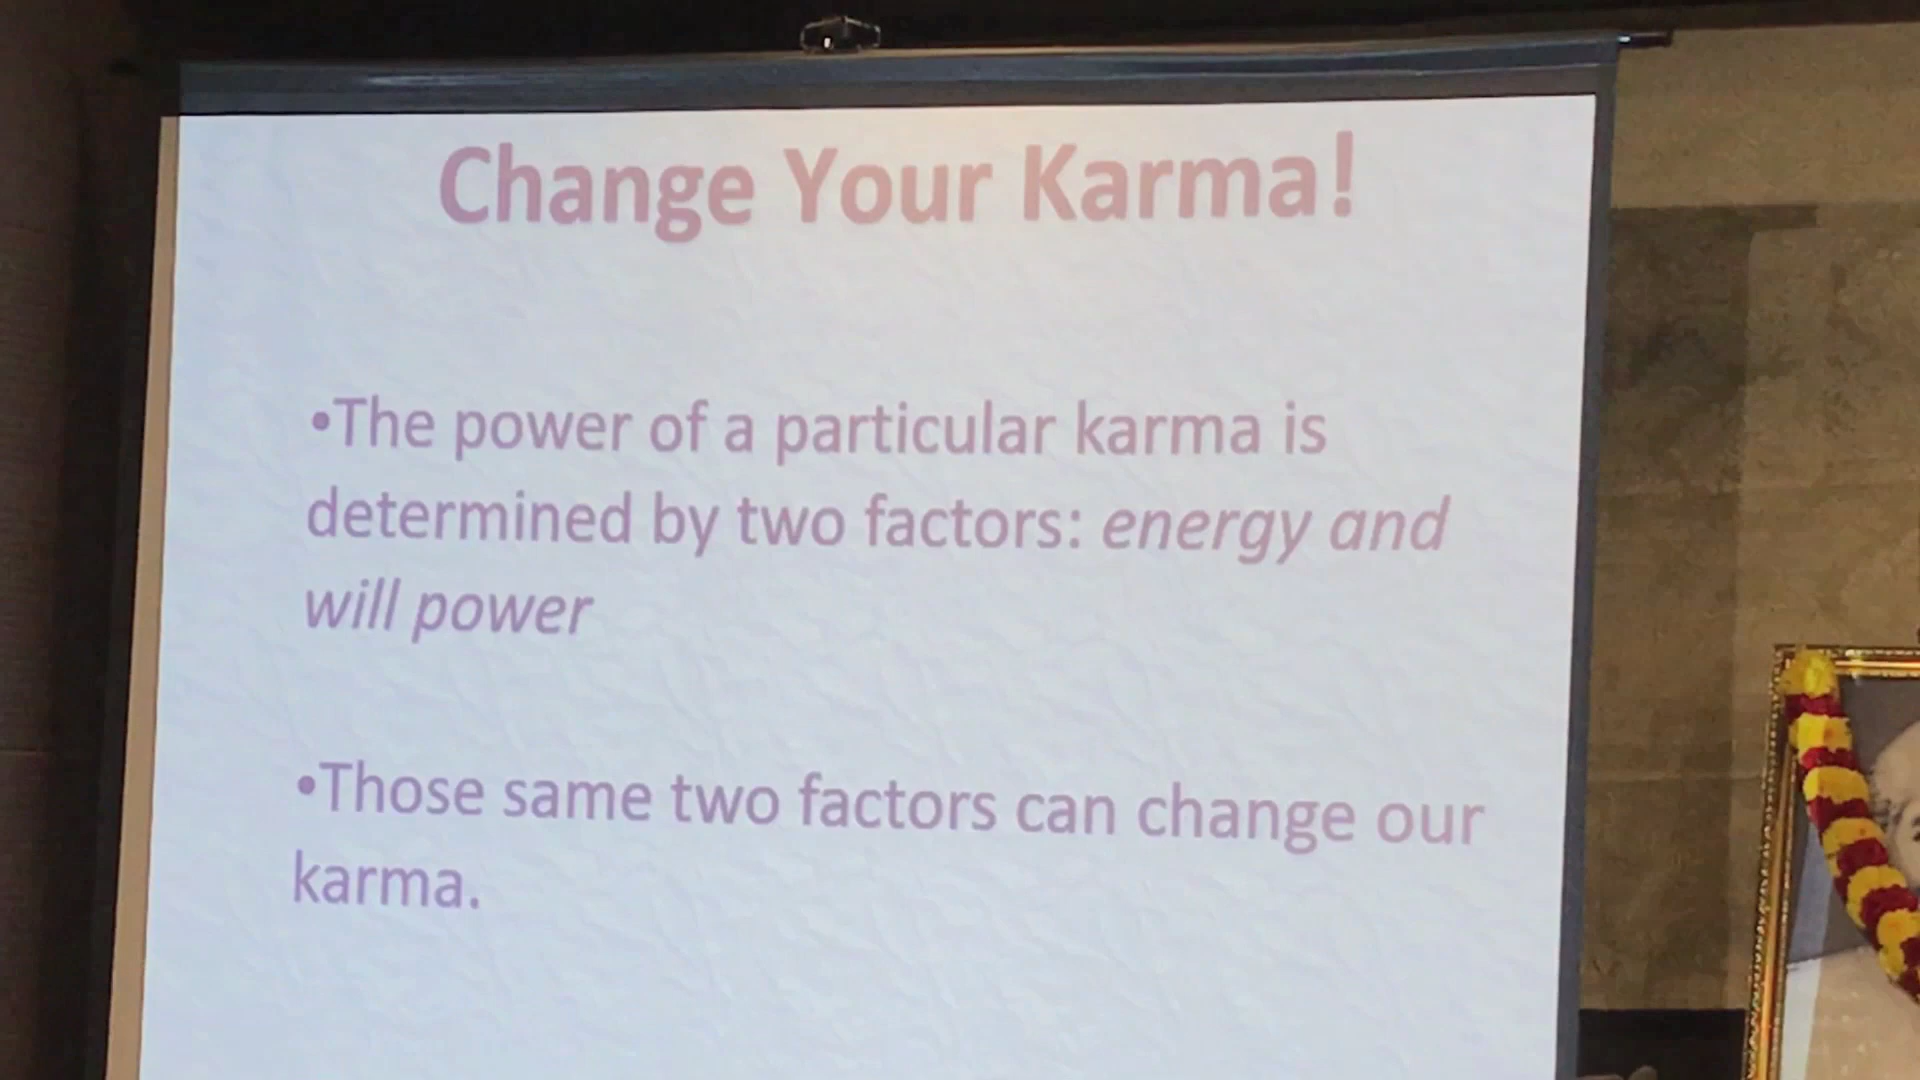 Change Your Karma!
•The power of a particular karma is
determined by two factors: energy and
will power
•Those same two factors can change our
karma.